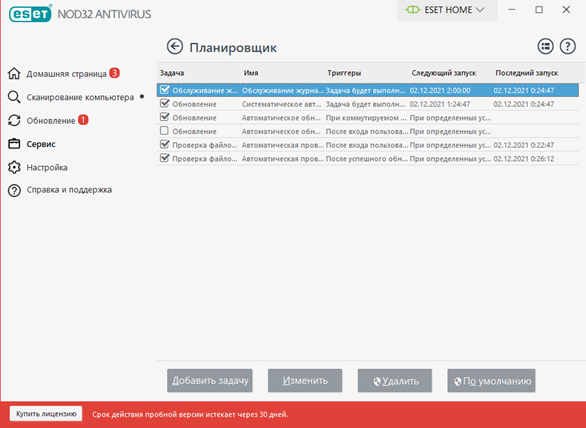 eset NOD32 ANTIVIRUS
ESET HOME
Планировщик
Домашняя страница 3
Сканирование компьютера
Обновление 1
Сервис
Настройка
Справка и поддержка
Задача Имя Триггеры Следующий запуск Последний запуск
Обслуживание ж... Обслуживание журна... Задача будет выполн... 02.12.2021 2:00:00 02.12.2021 0:24:47
Обновление Систематическое авт... Задача будет выполн... 02.12.2021 1:24:47 02.12.2021 0:24:47
Обновление Автоматическое обн... При коммутируемом ... При определенных ус...
Обновление Автоматическое обн... После входа пользова... При определенных ус...
Проверка файло... Автоматическая пров... После входа пользова... При определенных ус... 02.12.2021 0:22:47
Проверка файло... Автоматическая пров... После успешного обн... При определенных ус... 02.12.2021 0:26:12
Добавить задачу Изменить Удалить По умолчанию
Купить лицензию Срок действия пробной версии истекает через 30 дней.